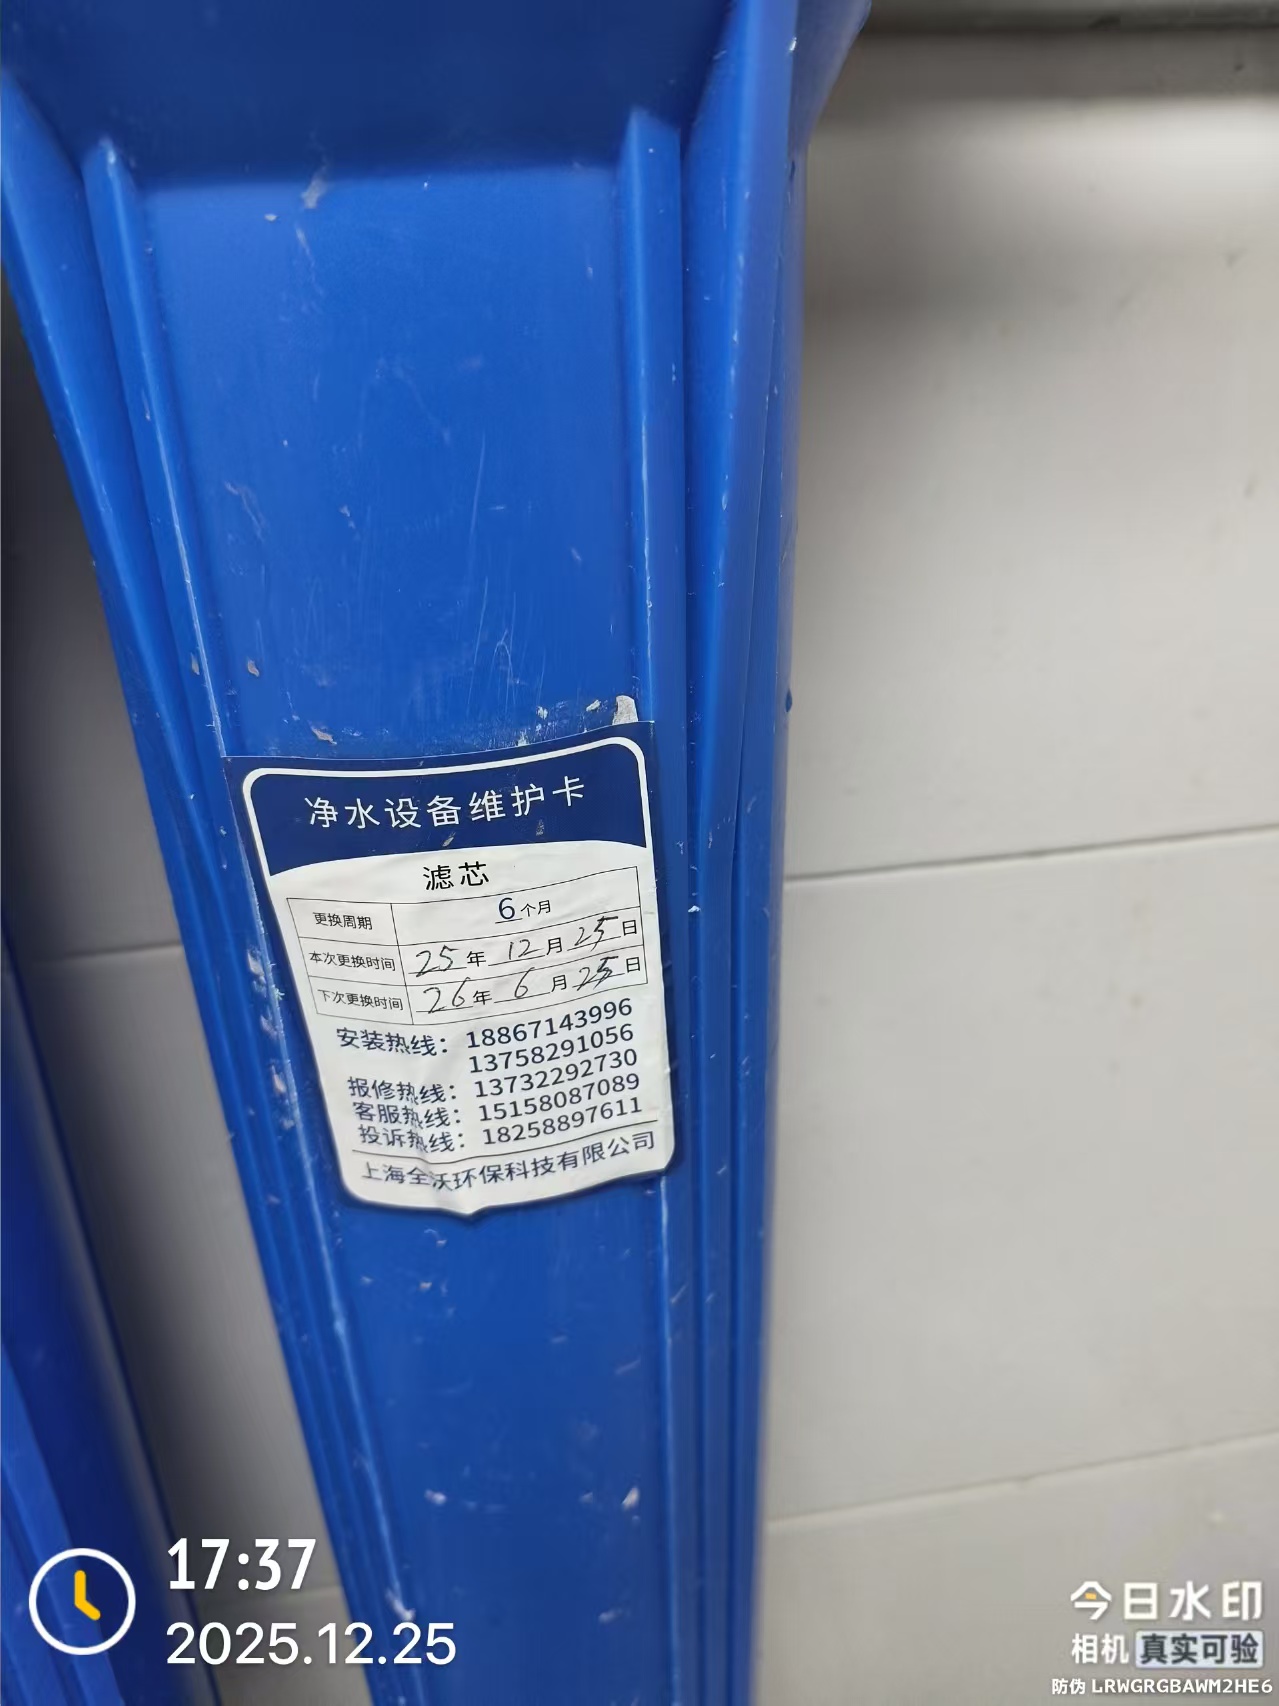 净水设备维护卡
滤芯
更换周期 6个月
本次更换时间 25年12月25日
下次更换时间 26年6月25日
安装热线：18867143996
13758291056
报修热线：13732292730
客服热线：15158087089
投诉热线：18258897611
上海全沃环保科技有限公司
17:37
2025.12.25
今日水印
相机 真实可验
防伪 LRWGRGBAWM2HE6